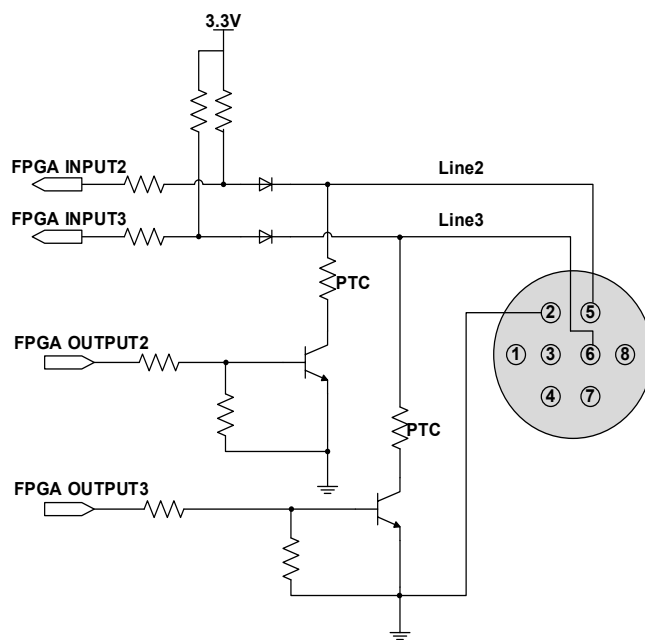 3.3V
FPGA INPUT2
Line2
FPGA INPUT3
Line3
PTC
2
5
1
3
6
8
4
7
FPGA OUTPUT2
PTC
FPGA OUTPUT3